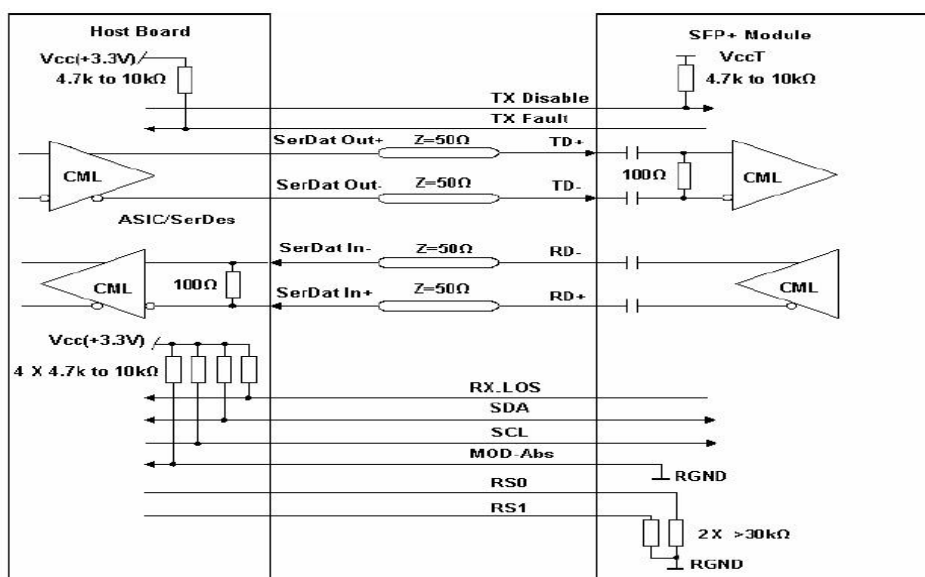 Host Board
SFP+ Module
Vcc(+3.3V)
4.7k to 10kΩ
VccT
4.7k to 10kΩ
TX Disable
TX Fault
SerDat Out+
Z=50Ω
TD+
CML
100Ω
CML
SerDat Out-
Z=50Ω
TD-
ASIC/SerDes
SerDat In-
Z=50Ω
RD-
CML
100Ω
CML
SerDat In+
Z=50Ω
RD+
Vcc(+3.3V)
4 X 4.7k to 10kΩ
RX-LOS
SDA
SCL
MOD-Abs
RGND
RS0
RS1
2X >30kΩ
RGND